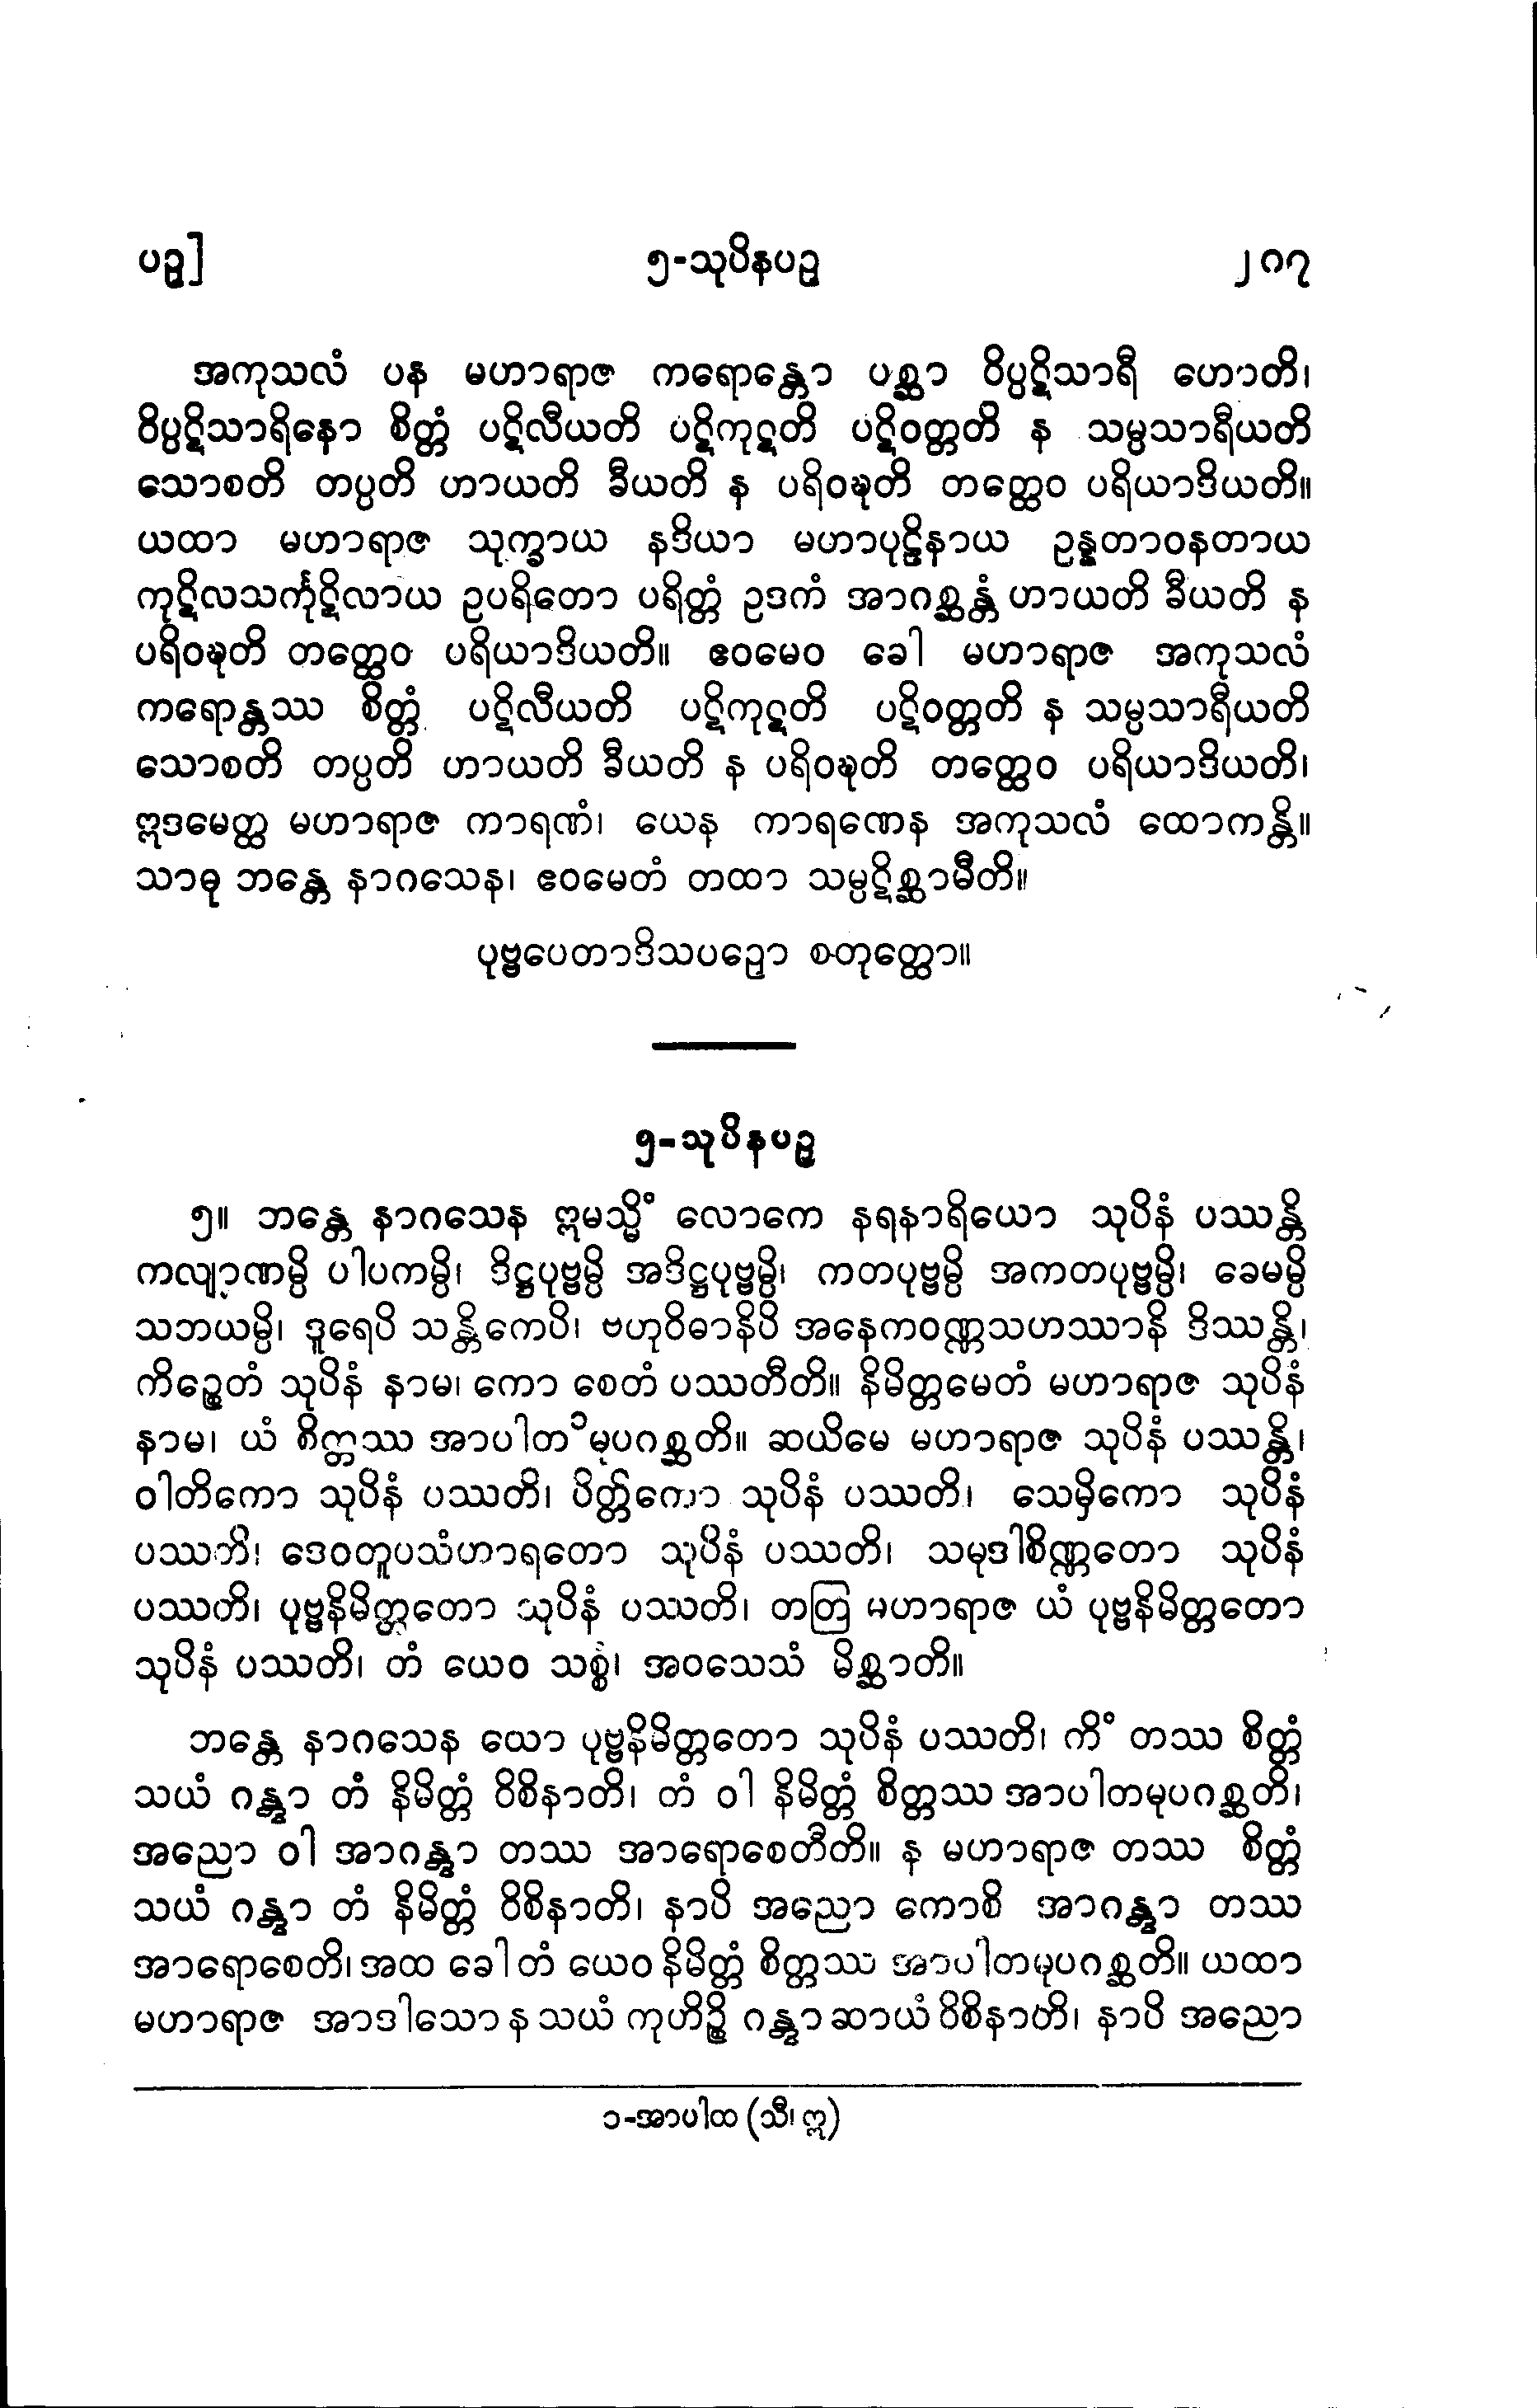 ပဉှ] ၅-သုပိနပဉှ ၂၈၇
အကုသလံ ပန မဟာရာဇ ကရောန္တော ပစ္ဆာ ဝိပ္ပဋိသာရီ ဟောတိ၊
ဝိပ္ပဋိသာရိနော စိတ္တံ ပဋိလီယတိ ပဋိကုဋတိ ပဋိဝတ္တတိ န သမ္ပသာရီယတိ
သောစတိ တပ္ပတိ ဟာယတိ ခီယတိ န ပရိဝဍ္ဎတိ တတ္ထေဝ ပရိယာဒိယတိ။
ယထာ မဟာရာဇ သုက္ခာယ နဒိယာ မဟာပုဠိနာယ ဥန္နတာဝနတာယ
ကုဋိလသင်္ကုဋိလာယ ဥပရိတော ပရိတ္တံ ဥဒကံ အာဂစ္ဆန္တံ ဟာယတိ ခီယတိ န
ပရိဝဍ္ဎတိ တတ္ထေဝ ပရိယာဒိယတိ။ ဧဝမေဝ ခေါ မဟာရာဇ အကုသလံ
ကရောန္တဿ စိတ္တံ ပဋိလီယတိ ပဋိကုဋတိ ပဋိဝတ္တတိ န သမ္ပသာရီယတိ
သောစတိ တပ္ပတိ ဟာယတိ ခီယတိ န ပရိဝဍ္ဎတိ တတ္ထေဝ ပရိယာဒိယတိ၊
ဣဒမေတ္ထ မဟာရာဇ ကာရဏံ၊ ယေန ကာရဏေန အကုသလံ ထောကန္တိ။
သာဓု ဘန္တေ နာဂသေန၊ ဧဝမေတံ တထာ သမ္ပဋိစ္ဆာမီတိ။
ပုဗ္ဗပေတာဒိသပဉှော စတုတ္ထော။
၅-သုပိနပဉှ
၅။ ဘန္တေ နာဂသေန ဣမသ္မိံ လောကေ နရနာရိယော သုပိနံ ပဿန္တိ
ကလျာဏမ္ပိ ပါပကမ္ပိ၊ ဒိဋ္ဌပုဗ္ဗမ္ပိ အဒိဋ္ဌပုဗ္ဗမ္ပိ၊ ကတပုဗ္ဗမ္ပိ အကတပုဗ္ဗမ္ပိ၊ ခေမမ္ပိ
သဘယမ္ပိ၊ ဒူရေပိ သန္တိကေပိ၊ ဗဟုဝိဓာနိပိ အနေကဝဏ္ဏသဟဿာနိ ဒိဿန္တိ၊
ကိဉ္စေတံ သုပိနံ နာမ၊ ကော စေတံ ပဿတီတိ။ နိမိတ္တမေတံ မဟာရာဇ သုပိနံ
နာမ၊ ယံ စိတ္တဿ အာပါတ၁မုပဂစ္ဆတိ။ ဆယိမေ မဟာရာဇ သုပိနံ ပဿန္တိ၊
ဝါတိကော သုပိနံ ပဿတိ၊ ပိတ္တိကော သုပိနံ ပဿတိ၊ သေမှိကော သုပိနံ
ပဿတိ၊ ဒေဝတူပသံဟာရတော သုပိနံ ပဿတိ၊ သမုဒါစိဏ္ဏတော သုပိနံ
ပဿတိ၊ ပုဗ္ဗနိမိတ္တတော သုပိနံ ပဿတိ၊ တတြ မဟာရာဇ ယံ ပုဗ္ဗနိမိတ္တတော
သုပိနံ ပဿတိ၊ တံ ယေဝ သစ္စံ၊ အဝသေသံ မိစ္ဆာတိ။
ဘန္တေ နာဂသေန ယော ပုဗ္ဗနိမိတ္တတော သုပိနံ ပဿတိ၊ ကိံ တဿ စိတ္တံ
သယံ ဂန္တွာ တံ နိမိတ္တံ ဝိစိနာတိ၊ တံ ဝါ နိမိတ္တံ စိတ္တဿ အာပါတမုပဂစ္ဆတိ၊
အညော ဝါ အာဂန္တွာ တဿ အာရောစေတီတိ။ န မဟာရာဇ တဿ စိတ္တံ
သယံ ဂန္တွာ တံ နိမိတ္တံ ဝိစိနာတိ၊ နာပိ အညော ကောစိ အာဂန္တွာ တဿ
အာရောစေတိ၊ အထ ခေါ တံ ယေဝ နိမိတ္တံ စိတ္တဿ အာပါတမုပဂစ္ဆတိ။ ယထာ
မဟာရာဇ အာဒါသော န သယံ ကုဟိဉ္စိ ဂန္တွာ ဆာယံ ဝိစိနာတိ၊ နာပိ အညော
၁-အာပါထ (သီ၊ ဣ)